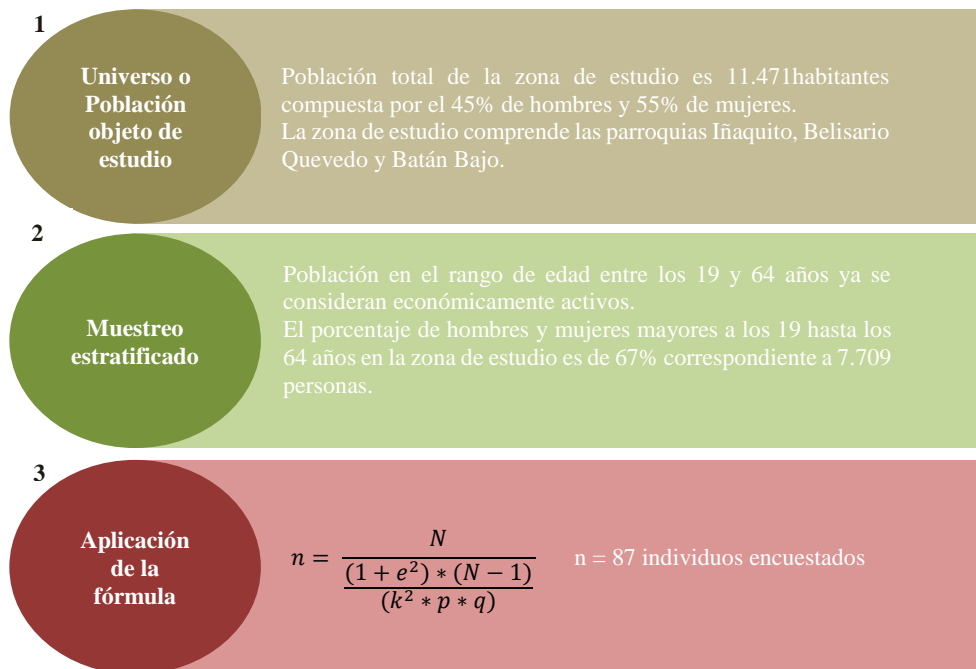 1
Universo o
Población
objeto de
estudio
Población total de la zona de estudio es 11.471habitantes
compuesta por el 45% de hombres y 55% de mujeres.
La zona de estudio comprende las parroquias Iñaquito, Belisario
Quevedo y Batán Bajo.
2
Muestreo
estratificado
Población en el rango de edad entre los 19 y 64 años ya se
consideran económicamente activos.
El porcentaje de hombres y mujeres mayores a los 19 hasta los
64 años en la zona de estudio es de 67% correspondiente a 7.709
personas.
3
Aplicación
de la
fórmula
n = N / ((1 + e²) ∗ (N − 1) / (k² ∗ p ∗ q))
n = 87 individuos encuestados